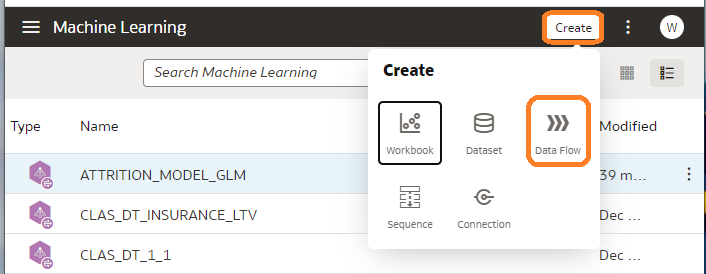 Machine Learning
Create
W
Search Machine Learning
Create
Workbook
Dataset
Data Flow
Sequence
Connection
Type
Name
Modified
ATTRITION_MODEL_GLM
39 m...
CLAS_DT_INSURANCE_LTV
Dec ...
CLAS_DT_1_1
Dec ...